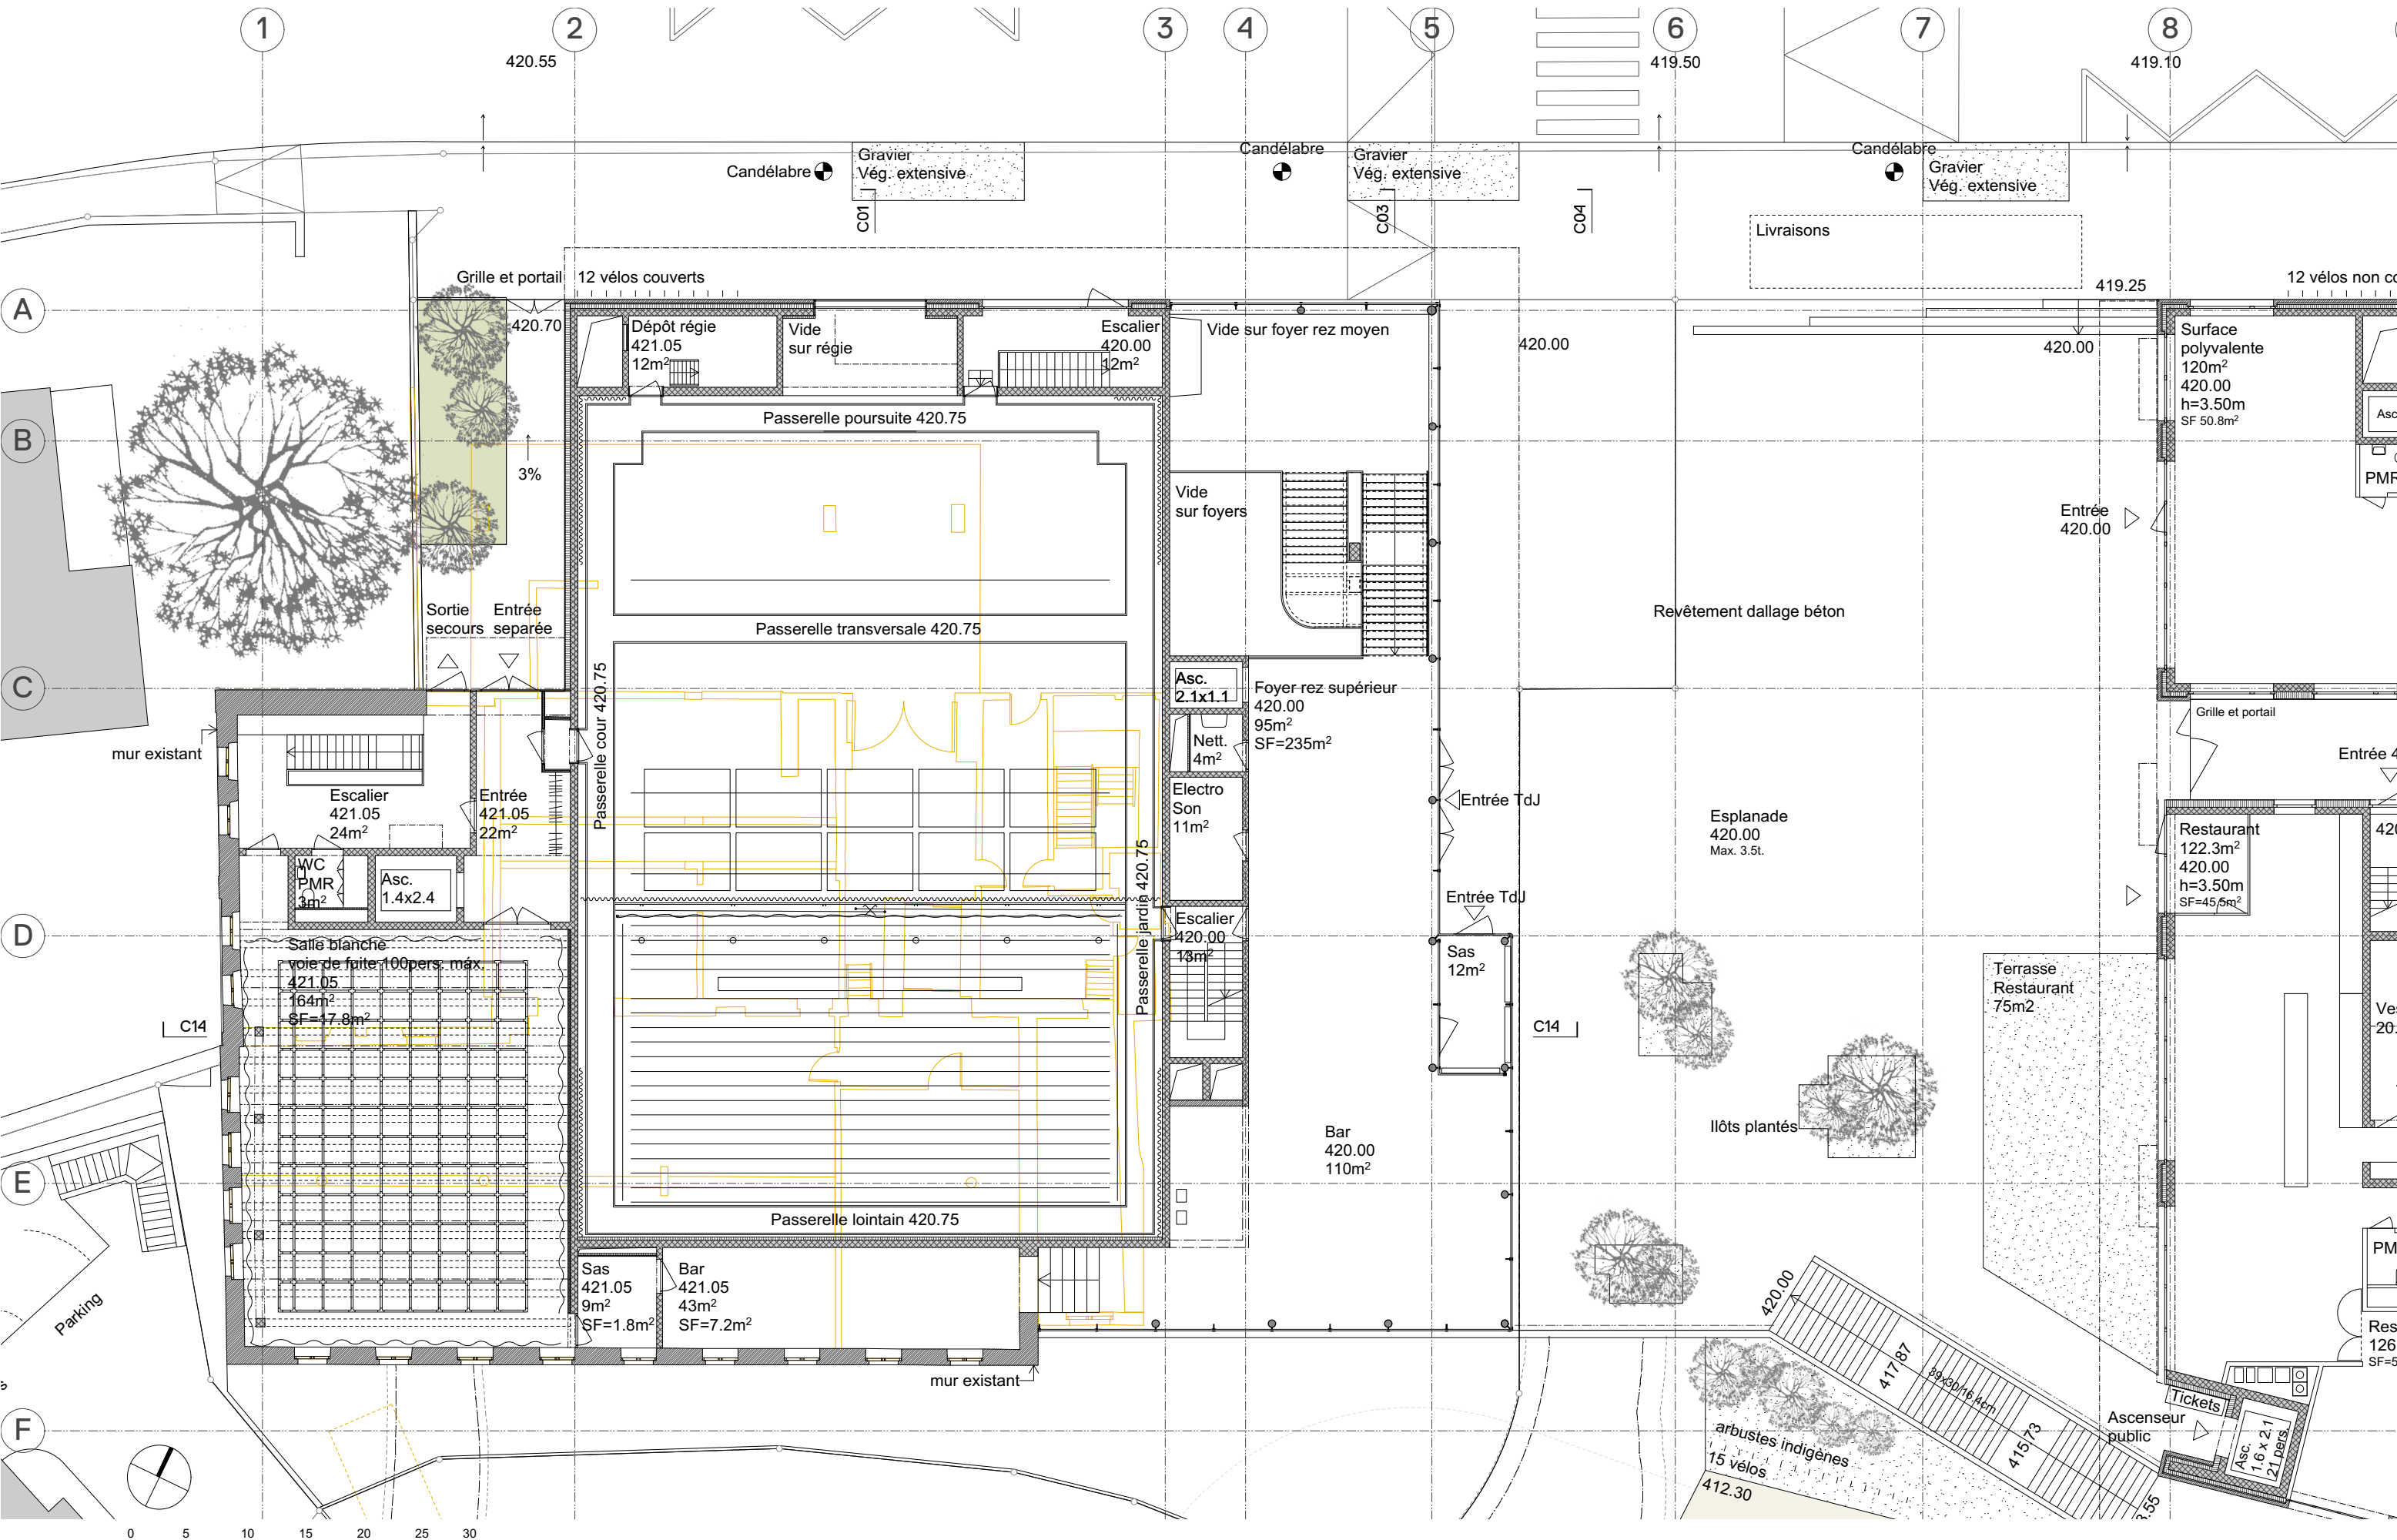 1
2
3
4
5
6
7
8
420.55
419.50
419.10
Candélabre
Gravier
Vég. extensive
Candélabre
Gravier
Vég. extensive
Candélabre
Gravier
Vég. extensive
C01
C03
C04
Livraisons
Grille et portail
12 vélos couverts
419.25
A
420.70
Dépôt régie
421.05
12m²
Vide
sur régie
Escalier
420.00
12m²
Vide sur foyer rez moyen
420.00
420.00
Surface
polyvalente
120m²
420.00
h=3.50m
SF 50.8m²
Passerelle poursuite 420.75
B
3%
Vide
sur foyers
Entrée
420.00
Sortie
secours
Entrée
separée
Passerelle transversale 420.75
Revêtement dallage béton
C
Passerelle cour 420.75
Asc.
2.1x1.1
Foyer rez supérieur
420.00
95m²
SF=235m²
Grille et portail
mur existant
Nett.
4m²
Escalier
421.05
24m²
Entrée
421.05
22m²
Electro
Son
11m²
Entrée TdJ
Esplanade
420.00
Max. 3.5t.
Restaurant
122.3m²
420.00
h=3.50m
SF=45.5m²
WC
PMR
3m²
Asc.
1.4x2.4
Passerelle jardin 420.75
Entrée TdJ
D
Escalier
420.00
13m²
Salle blanche
voie de fuite 100pers. máx.
421.05
164m²
SF=17.8m²
Sas
12m²
Terrasse
Restaurant
75m2
C14
C14
Bar
420.00
110m²
Ilôts plantés
E
Passerelle lointain 420.75
Sas
421.05
9m²
SF=1.8m²
Bar
421.05
43m²
SF=7.2m²
Parking
420.00
417.87
39x30/16.4cm
415.73
mur existant
Tickets
Ascenseur
public
Asc.
1.6 x 2.1
21 pers.
F
arbustes indigènes
15 vélos
412.30
0 5 10 15 20 25 30